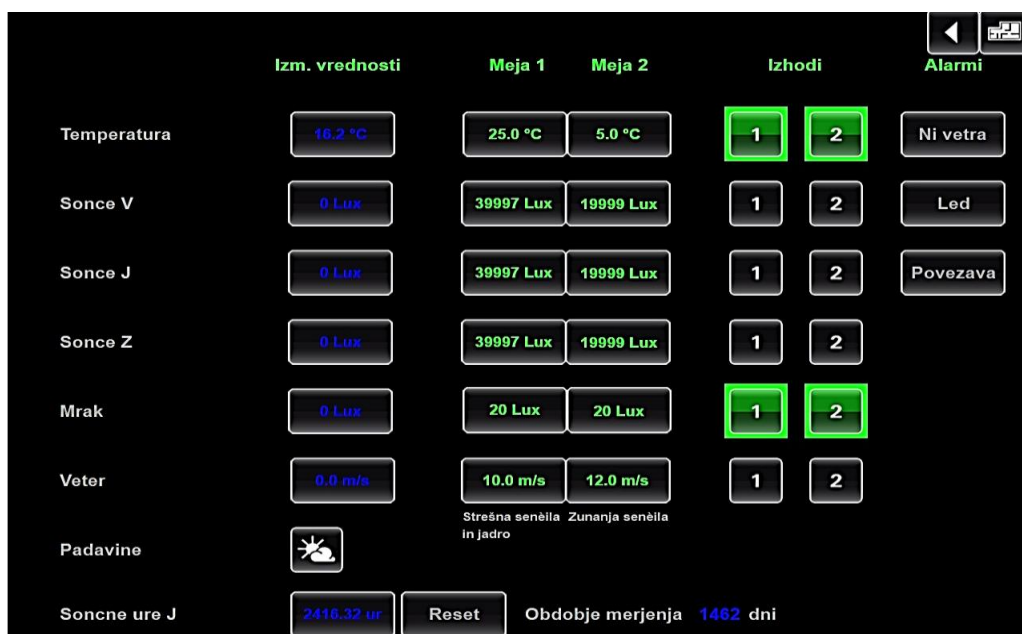 Izm. vrednosti Meja 1 Meja 2 Izhodi Alarmi
Temperatura 16.2 °C 25.0 °C 5.0 °C 1 2 Ni vetra
Sonce V 0 Lux 39997 Lux 19999 Lux 1 2 Led
Sonce J 0 Lux 39997 Lux 19999 Lux 1 2 Povezava
Sonce Z 0 Lux 39997 Lux 19999 Lux 1 2
Mrak 0 Lux 20 Lux 20 Lux 1 2
Veter 0.0 m/s 10.0 m/s 12.0 m/s 1 2
Strešna senèila Zunanja senèila
in jadro
Padavine
Soncne ure J 2416.32 ur Reset Obdobje merjenja 1462 dni